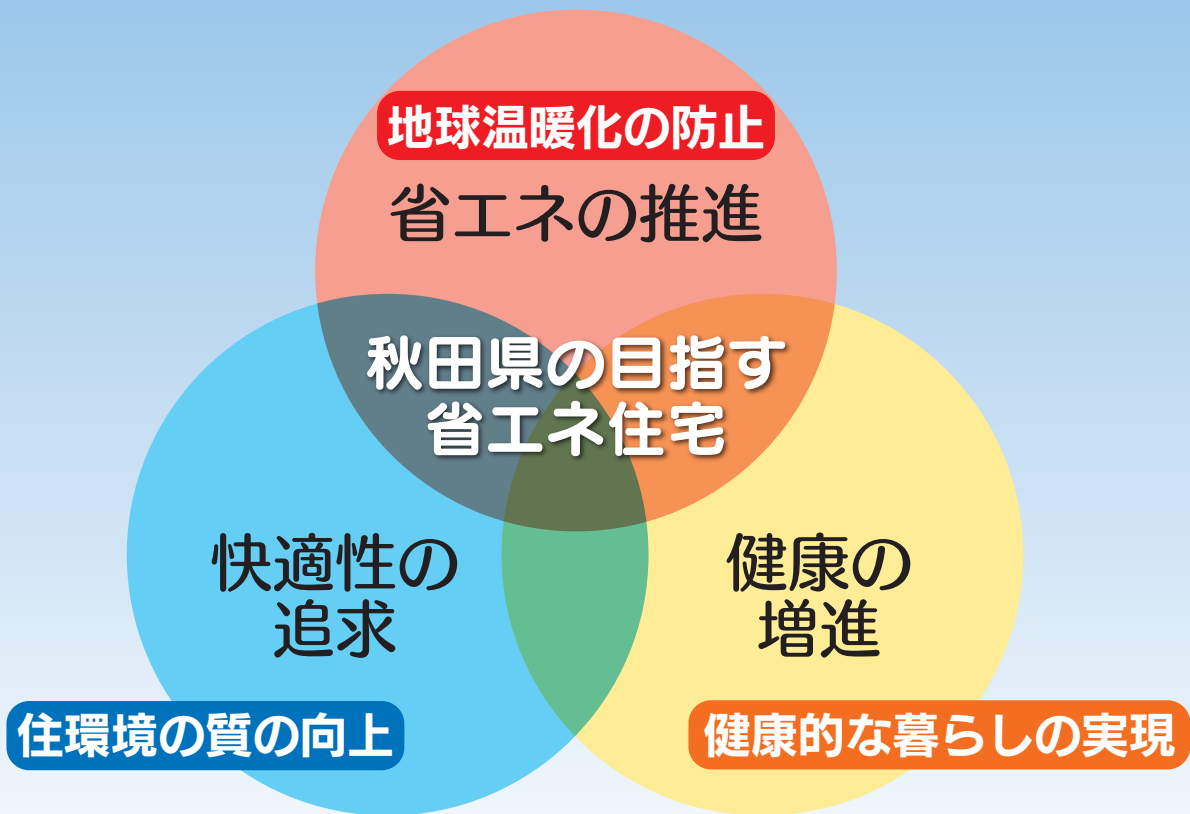 地球温暖化の防止
省エネの推進
秋田県の目指す
省エネ住宅
快適性の
追求
健康の
増進
住環境の質の向上
健康的な暮らしの実現